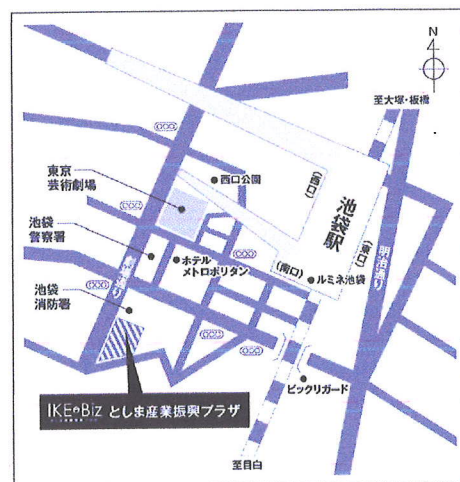 N
至大塚・板橋
東京
芸術劇場
西口公園
(西口)
池袋駅
(東口)
明治通り
池袋
警察署
ホテル
メトロポリタン
(南口)
ルミネ池袋
劇場通り
池袋
消防署
ビックリガード
IKE・Biz としま産業振興プラザ
至目白